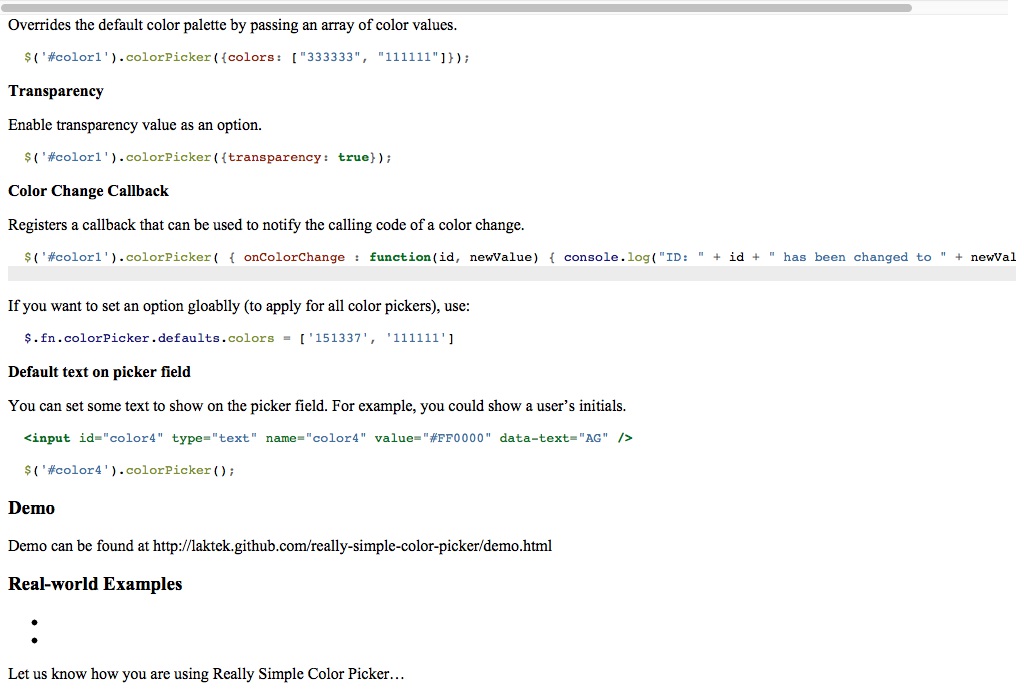 Overrides the default color palette by passing an array of color values.
$('#color1').colorPicker({colors: ["333333", "111111"]});
Transparency
Enable transparency value as an option.
$('#color1').colorPicker({transparency: true});
Color Change Callback
Registers a callback that can be used to notify the calling code of a color change.
$('#color1').colorPicker( { onColorChange : function(id, newValue) { console.log("ID: " + id + " has been changed to " + newVal
If you want to set an option gloablly (to apply for all color pickers), use:
$.fn.colorPicker.defaults.colors = ['151337', '111111']
Default text on picker field
You can set some text to show on the picker field. For example, you could show a user’s initials.
<input id="color4" type="text" name="color4" value="#FF0000" data-text="AG" />
$('#color4').colorPicker();
Demo
Demo can be found at http://laktek.github.com/really-simple-color-picker/demo.html
Real-world Examples
Let us know how you are using Really Simple Color Picker…